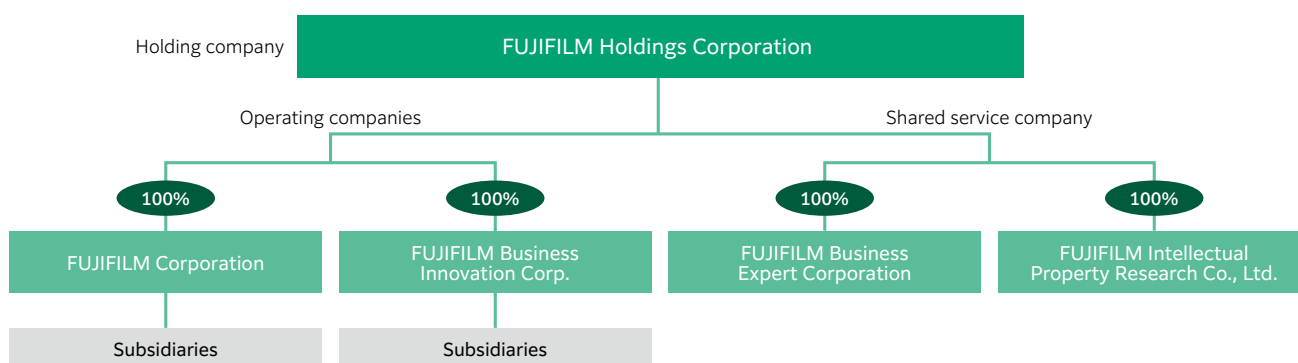 Holding company
FUJIFILM Holdings Corporation
Operating companies
Shared service company
100%
100%
100%
100%
FUJIFILM Corporation
FUJIFILM Business
Innovation Corp.
FUJIFILM Business
Expert Corporation
FUJIFILM Intellectual
Property Research Co., Ltd.
Subsidiaries
Subsidiaries